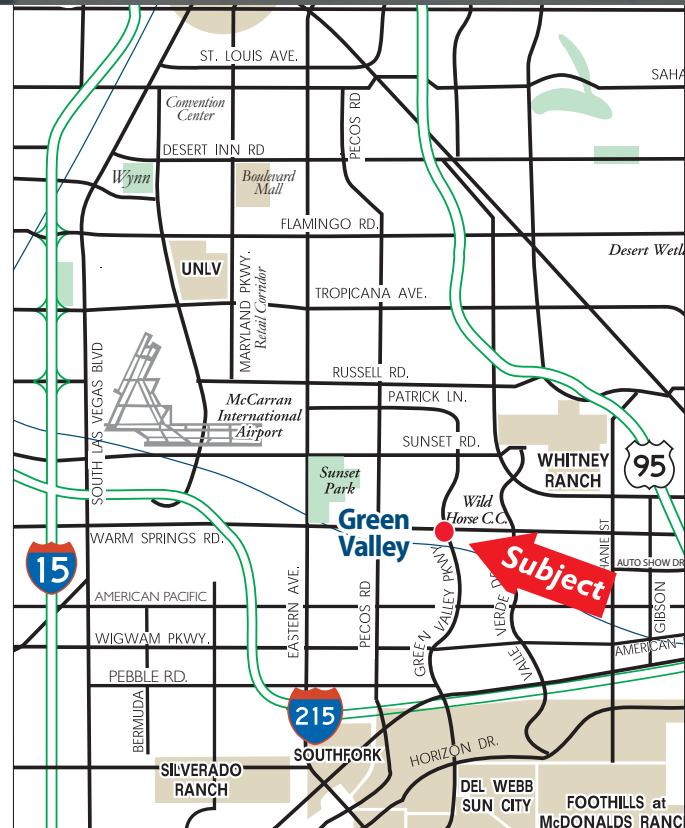 ST. LOUIS AVE.
SAHA
Convention
Center
PECOS RD
DESERT INN RD
Wynn
Boulevard
Mall
FLAMINGO RD.
Desert Wetla
UNLV
MARYLAND PKWY.
Retail Corridor
TROPICANA AVE.
SOUTH LAS VEGAS BLVD
RUSSELL RD.
PATRICK LN.
McCarran
International
Airport
SUNSET RD.
WHITNEY
RANCH
95
Sunset
Park
Wild
Horse C.C.
Green
Valley
WARM SPRINGS RD.
Subject
HANIE ST
AUTO SHOW DR
GIBSON
15
AMERICAN PACIFIC
EASTERN AVE.
PECOS RD
GREEN VALLEY PKWY
VALLE VERDE DR
WIGWAM PKWY.
AMERICAN
PEBBLE RD.
BERMUDA
215
SOUTHFORK
HORIZON DR.
SILVERADO
RANCH
DEL WEBB
SUN CITY
FOOTHILLS at
McDONALDS RANC